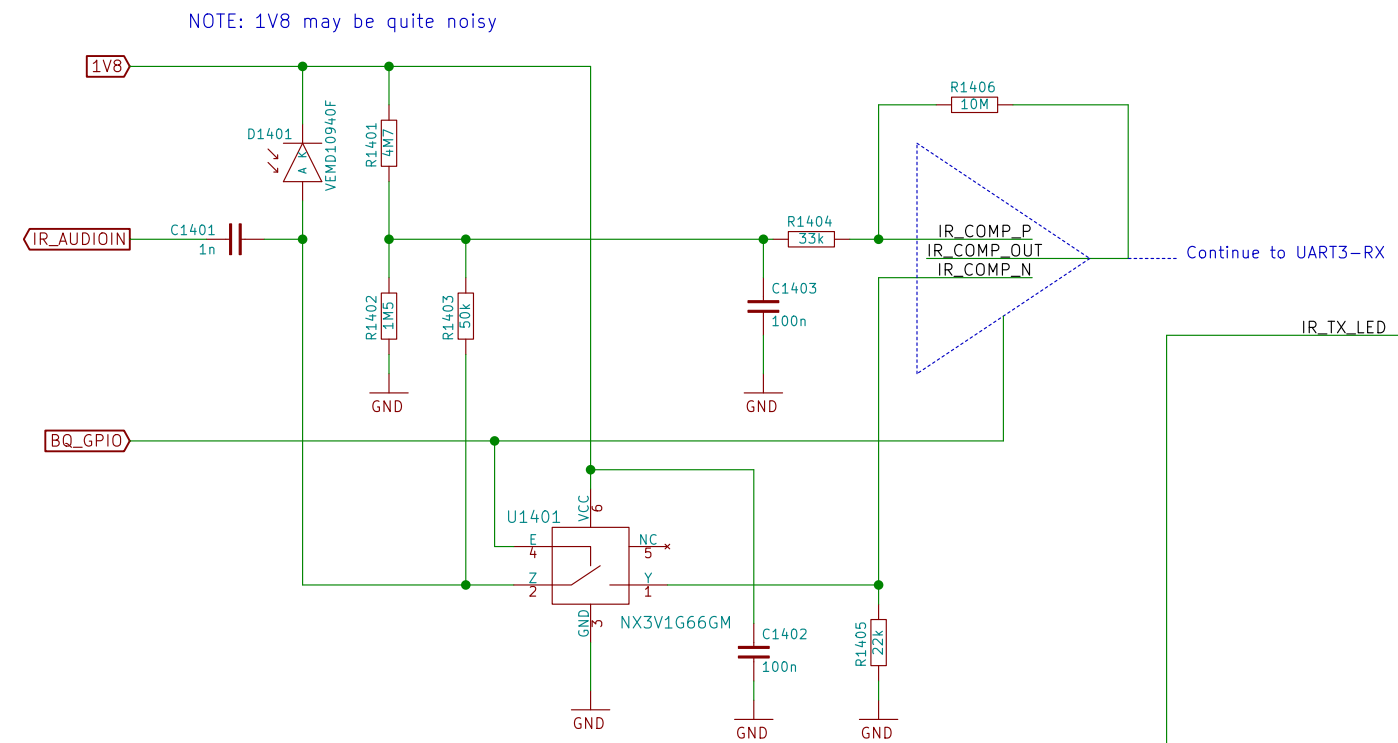 NOTE: 1V8 may be quite noisy
1V8
R1406
10M
D1401
K
A
VEMD10940F
R1401
4M7
IR_AUDIOIN
C1401
1n
R1404
33k
IR_COMP_P
IR_COMP_OUT
IR_COMP_N
Continue to UART3-RX
R1402
1M5
R1403
50k
C1403
100n
IR_TX_LED
GND
GND
BQ_GPIO
U1401
VCC
6
E
4
NC
5
Z
2
Y
1
GND
3
NX3V1G66GM
C1402
100n
R1405
22k
GND
GND
GND